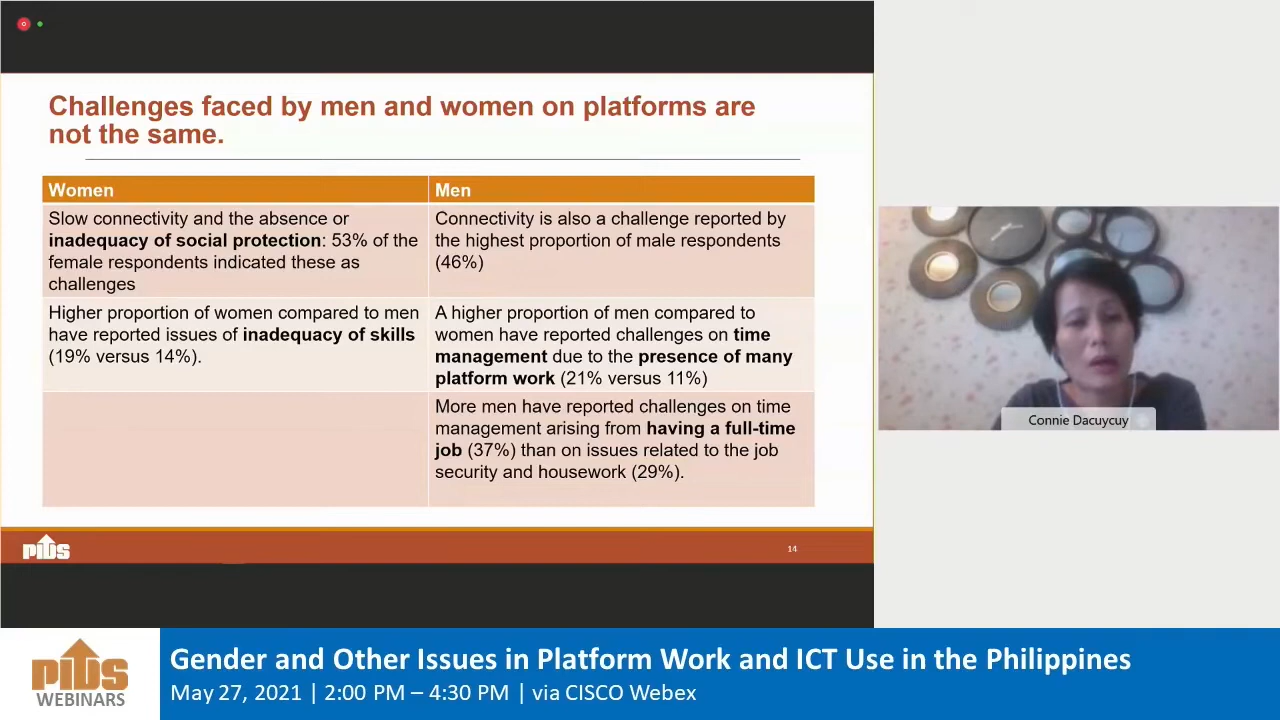 Challenges faced by men and women on platforms are
not the same.
Women
Men
Slow connectivity and the absence or
inadequacy of social protection: 53% of the
female respondents indicated these as
challenges
Connectivity is also a challenge reported by
the highest proportion of male respondents
(46%)
Higher proportion of women compared to men
have reported issues of inadequacy of skills
(19% versus 14%).
A higher proportion of men compared to
women have reported challenges on time
management due to the presence of many
platform work (21% versus 11%)
More men have reported challenges on time
management arising from having a full-time
job (37%) than on issues related to the job
security and housework (29%).
PIDS
14
Connie Dacuycuy
PIDS
WEBINARS
Gender and Other Issues in Platform Work and ICT Use in the Philippines
May 27, 2021 | 2:00 PM – 4:30 PM | via CISCO Webex